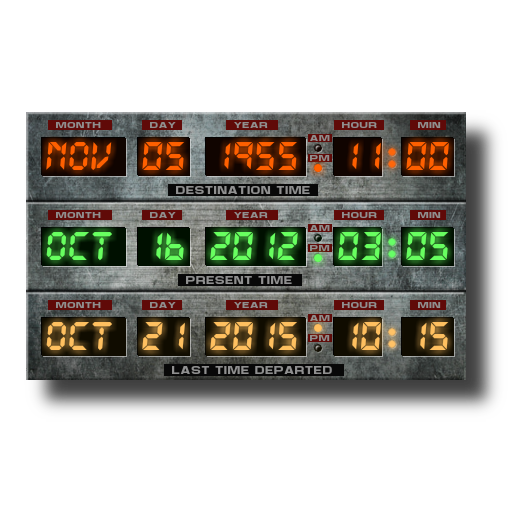 MONTH DAY YEAR AM PM HOUR MIN
NOV 05 1955 11:00
DESTINATION TIME
MONTH DAY YEAR AM PM HOUR MIN
OCT 16 2012 03:05
PRESENT TIME
MONTH DAY YEAR AM PM HOUR MIN
OCT 21 2015 10:15
LAST TIME DEPARTED